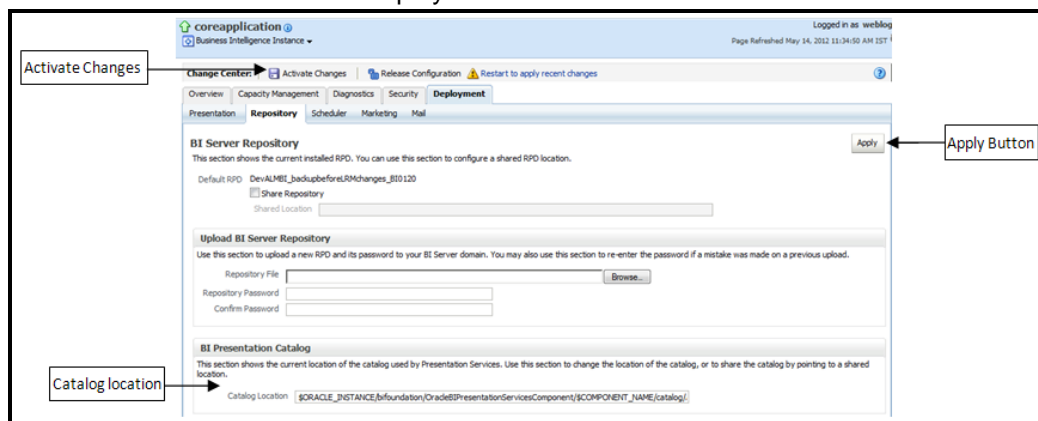 coreapplication
Logged in as weblog
Business Intelligence Instance
Page Refreshed May 14, 2012 11:34:50 AM IST
Activate Changes
Change Center: Activate Changes Release Configuration Restart to apply recent changes
Overview Capacity Management Diagnostics Security Deployment
Presentation Repository Scheduler Marketing Mail
BI Server Repository
Apply
Apply Button
This section shows the current installed RPD. You can use this section to configure a shared RPD location.
Default RPD DevALMBI_backupbeforeLRMchanges_BI0120
Share Repository
Shared Location
Upload BI Server Repository
Use this section to upload a new RPD and its password to your BI Server domain. You may also use this section to re-enter the password if a mistake was made on a previous upload.
Repository File Browse...
Repository Password
Confirm Password
BI Presentation Catalog
This section shows the current location of the catalog used by Presentation Services. Use this section to change the location of the catalog, or to share the catalog by pointing to a shared
location.
Catalog location
Catalog Location $ORACLE_INSTANCE/bifoundation/OracleBIPresentationServicesComponent/$COMPONENT_NAME/catalog/